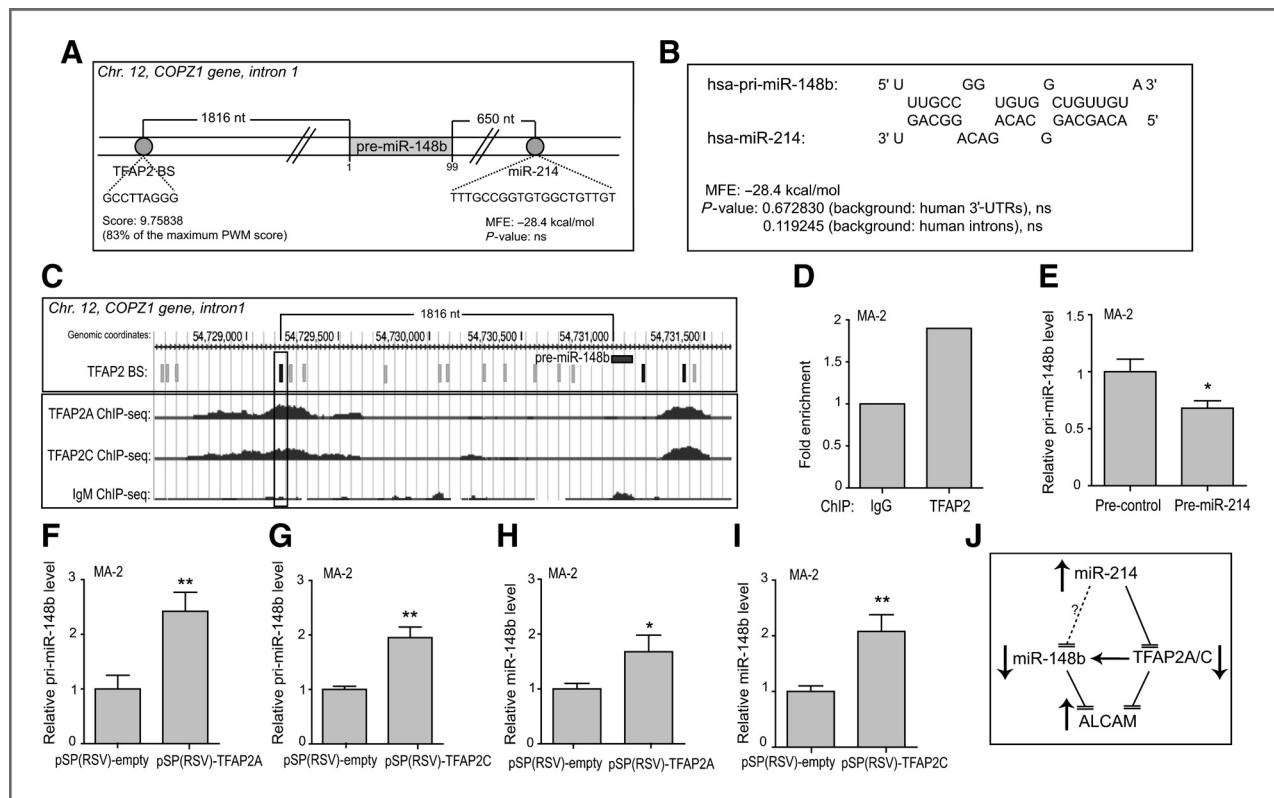 A
Chr. 12, COPZ1 gene, intron 1
1816 nt
650 nt
pre-miR-148b
1
99
TFAP2 BS
miR-214
GCCTTAGGG
TTTGCCGGTGTGGCTGTTGT
Score: 9.75838
(83% of the maximum PWM score)
MFE: –28.4 kcal/mol
P-value: ns
B
hsa-pri-miR-148b: 5' U GG G A 3'
UUGCC UGUG CUGUUGU
GACGG ACAC GACGACA 5'
hsa-miR-214: 3' U ACAG G
MFE: –28.4 kcal/mol
P-value: 0.672830 (background: human 3'-UTRs), ns
0.119245 (background: human introns), ns
C
Chr. 12, COPZ1 gene, intron1
1816 nt
Genomic coordinates: 54,729,000 54,729,500 54,730,000 54,730,500 54,731,000 54,731,500
pre-miR-148b
TFAP2 BS:
TFAP2A ChIP-seq:
TFAP2C ChIP-seq:
IgM ChIP-seq:
D
MA-2
Fold enrichment
2
1.5
1
0.5
0
ChIP: IgG TFAP2
E
MA-2
Relative pri-miR-148b level
1.5
1
0.5
0
*
Pre-control Pre-miR-214
F
MA-2
Relative pri-miR-148b level
3
2
1
0
**
pSP(RSV)-empty pSP(RSV)-TFAP2A
G
MA-2
Relative pri-miR-148b level
3
2
1
0
**
pSP(RSV)-empty pSP(RSV)-TFAP2C
H
MA-2
Relative miR-148b level
3
2
1
0
*
pSP(RSV)-empty pSP(RSV)-TFAP2A
I
MA-2
Relative miR-148b level
3
2
1
0
**
pSP(RSV)-empty pSP(RSV)-TFAP2C
J
miR-214
?
miR-148b
TFAP2A/C
ALCAM